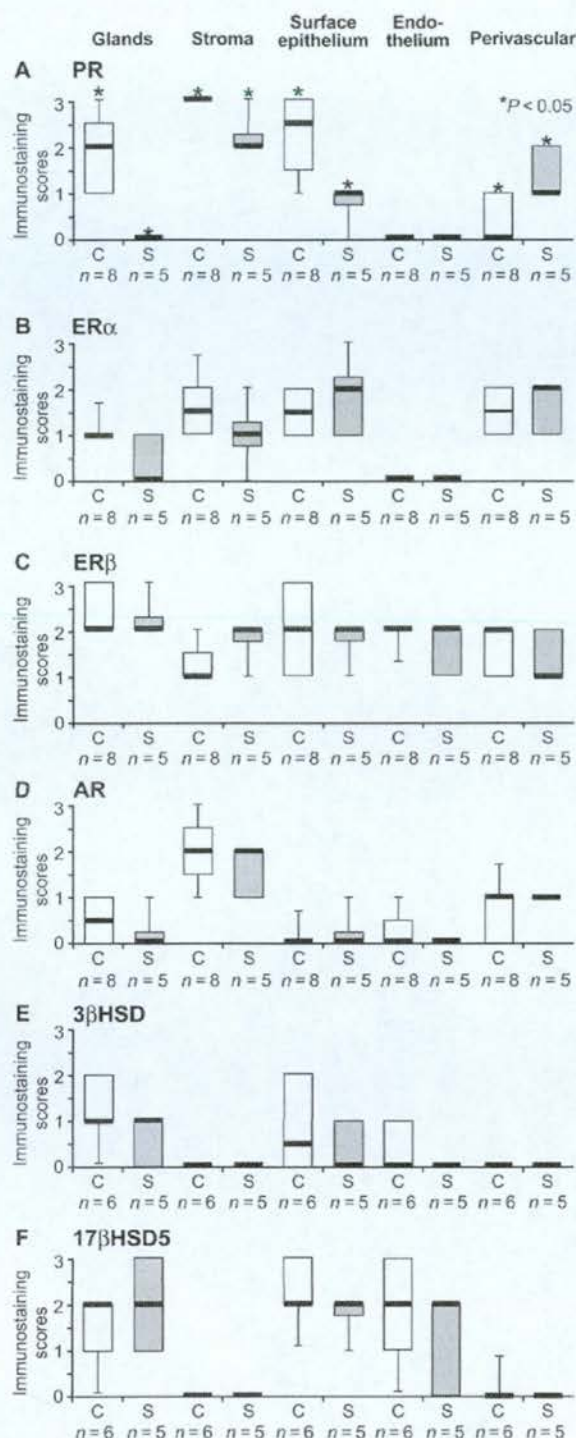 Glands Stroma Surface epithelium Endo- thelium Perivascular
A PR
* * * * * * * * *P < 0.05
Immunostaining scores
3
2
1
0
C S C S C S C S C S
n = 8 n = 5 n = 8 n = 5 n = 8 n = 5 n = 8 n = 5 n = 8 n = 5
B ERα
Immunostaining scores
3
2
1
0
C S C S C S C S C S
n = 8 n = 5 n = 8 n = 5 n = 8 n = 5 n = 8 n = 5 n = 8 n = 5
C ERβ
Immunostaining scores
3
2
1
0
C S C S C S C S C S
n = 8 n = 5 n = 8 n = 5 n = 8 n = 5 n = 8 n = 5 n = 8 n = 5
D AR
Immunostaining scores
3
2
1
0
C S C S C S C S C S
n = 8 n = 5 n = 8 n = 5 n = 8 n = 5 n = 8 n = 5 n = 8 n = 5
E 3βHSD
Immunostaining scores
3
2
1
0
C S C S C S C S C S
n = 6 n = 5 n = 6 n = 5 n = 6 n = 5 n = 6 n = 5 n = 6 n = 5
F 17βHSD5
Immunostaining scores
3
2
1
0
C S C S C S C S C S
n = 6 n = 5 n = 6 n = 5 n = 6 n = 5 n = 6 n = 5 n = 6 n = 5